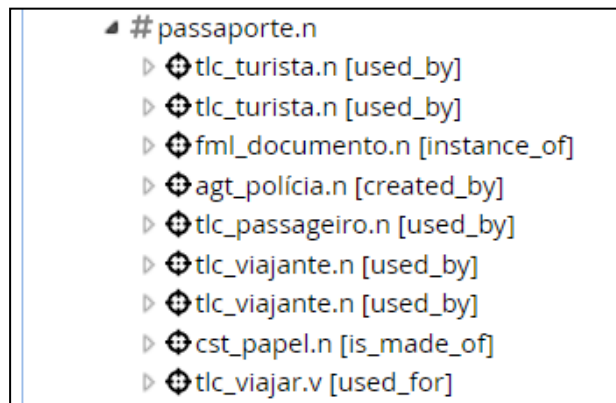 #passaporte.n
tlc_turista.n [used_by]
tlc_turista.n [used_by]
fml_documento.n [instance_of]
agt_polícia.n [created_by]
tlc_passageiro.n [used_by]
tlc_viajante.n [used_by]
tlc_viajante.n [used_by]
cst_papel.n [is_made_of]
tlc_viajar.v [used_for]